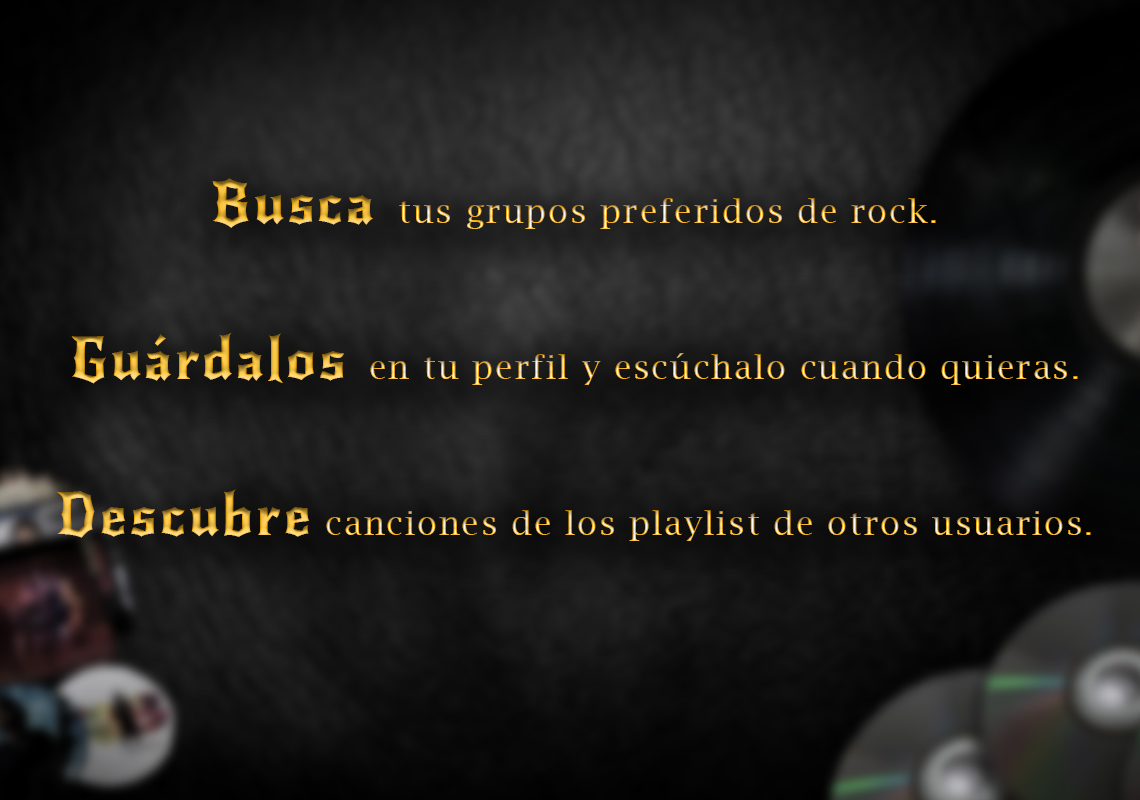 Busca tus grupos preferidos de rock.
Guárdalos en tu perfil y escúchalo cuando quieras.
Descubre canciones de los playlist de otros usuarios.